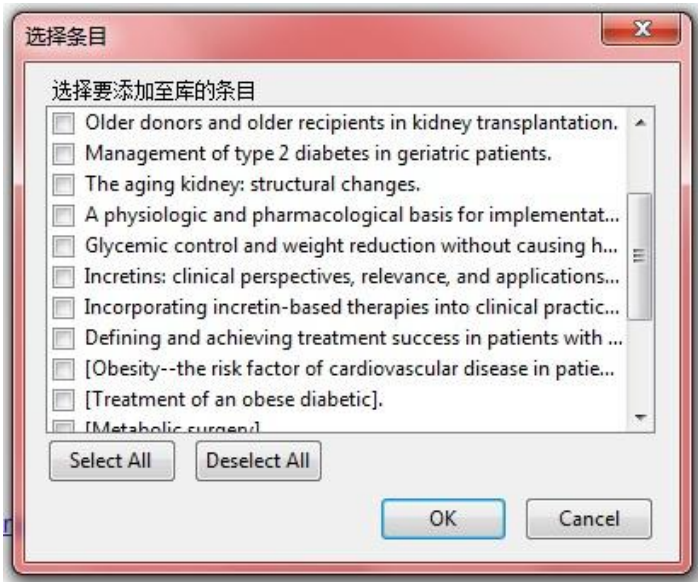 选择条目
选择要添加至库的条目
Older donors and older recipients in kidney transplantation.
Management of type 2 diabetes in geriatric patients.
The aging kidney: structural changes.
A physiologic and pharmacological basis for implementat...
Glycemic control and weight reduction without causing h...
Incretins: clinical perspectives, relevance, and applications...
Incorporating incretin-based therapies into clinical practic...
Defining and achieving treatment success in patients with ...
[Obesity--the risk factor of cardiovascular disease in patie...
[Treatment of an obese diabetic].
[Metabolic surgery]
Select All
Deselect All
OK
Cancel